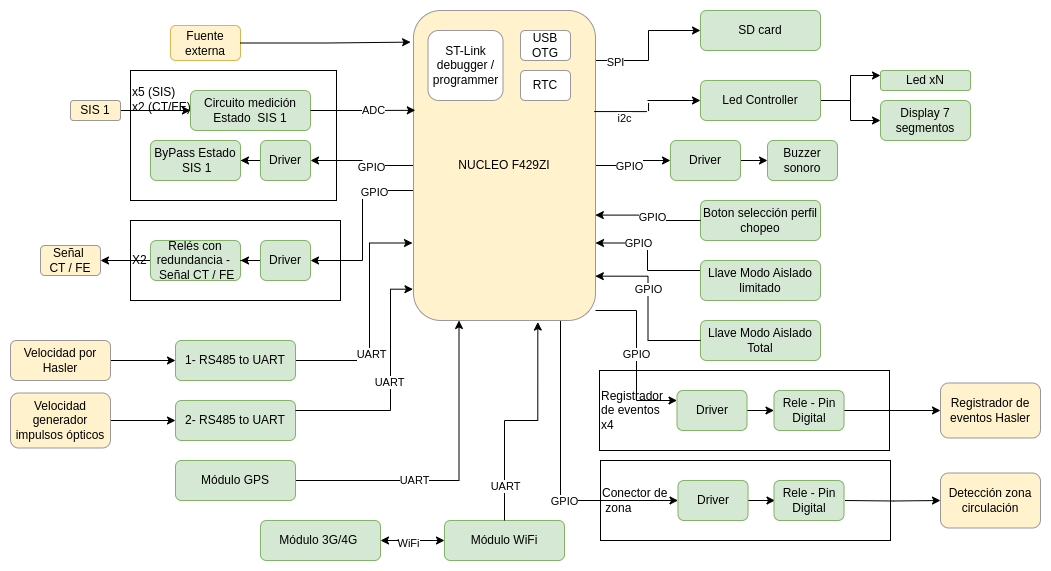 Fuente
externa
ST-Link
debugger /
programmer
USB
OTG
RTC
NUCLEO F429ZI
SPI
SD card
x5 (SIS)
x2 (CT/FE)
SIS 1
Circuito medición
Estado SIS 1
ADC
i2c
Led Controller
Led xN
Display 7
segmentos
ByPass Estado
SIS 1
Driver
GPIO
GPIO
GPIO
Driver
Buzzer
sonoro
GPIO
Boton selección perfil
chopeo
Señal
CT / FE
X2
Relés con
redundancia -
Señal CT / FE
Driver
GPIO
Llave Modo Aislado
limitado
GPIO
Llave Modo Aislado
Total
Velocidad por
Hasler
1- RS485 to UART
UART
GPIO
Velocidad
generador
impulsos ópticos
2- RS485 to UART
UART
Registrador
de eventos
x4
Driver
Rele - Pin
Digital
Registrador de
eventos Hasler
Módulo GPS
UART
UART
GPIO
Conector de
zona
Driver
Rele - Pin
Digital
Detección zona
circulación
Módulo 3G/4G
WiFi
Módulo WiFi